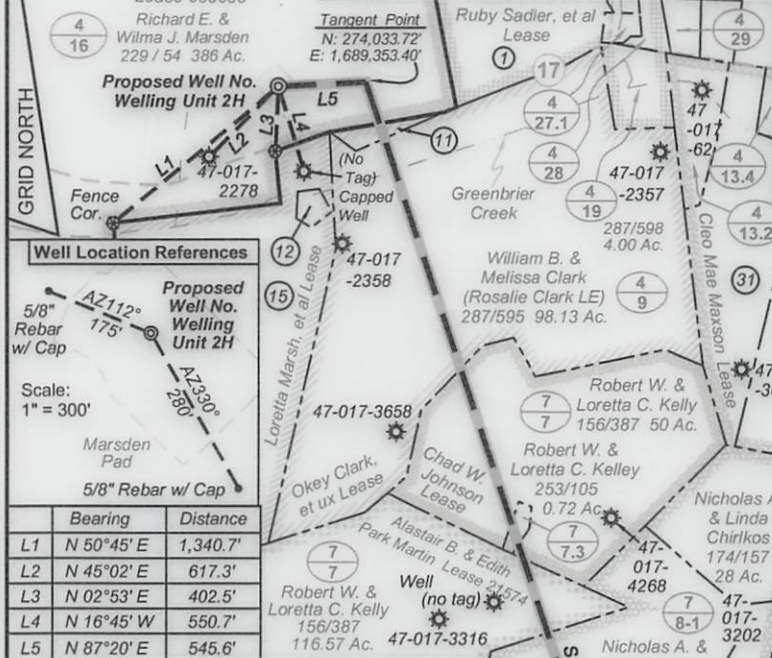 4
16
Richard E. &
Wilma J. Marsden
229 / 54 386 Ac.
Tangent Point
N: 274,033.72'
E: 1,689,353.40'
Ruby Sadler, et al
Lease
1
4
29
Proposed Well No.
Welling Unit 2H
L5
17
4
27.1
4
28
47
-017
-62
4
13.4
GRID NORTH
L1
L2
L3
L4
47-017-
2278
(No
Tag)
Capped
Well
11
47-017
-2357
4
19
287/598
4.00 Ac.
4
13.2
Greenbrier
Creek
Fence
Cor.
12
47-017
-2358
15
William B. &
Melissa Clark
(Rosalie Clark LE)
287/595 98.13 Ac.
4
9
Cleo Mae Maxson Lease
31
Well Location References
5/8"
Rebar
w/ Cap
AZ112°
175'
Proposed
Well No.
Welling
Unit 2H
Scale:
1" = 300'
AZ330°
280'
Marsden
Pad
5/8" Rebar w/ Cap
Loretta Marsh, et al Lease
47-017-3658
Okey Clark,
et ux Lease
Chad W.
Johnson
Lease
7
7
Robert W. &
Loretta C. Kelly
156/387 50 Ac.
Robert W. &
Loretta C. Kelley
253/105
0.72 Ac.
7
7.3
47-
017-
4268
Nicholas A
& Linda
Chirlkos
174/157
28 Ac.
Alastair B. & Edith
Park Martin Lease 21574
7
7
Robert W. &
Loretta C. Kelly
156/387
116.57 Ac.
Well
(no tag)
47-017-3316
7
8-1
47-
017-
3202
Nicholas A. &
Bearing Distance
L1 N 50°45' E 1,340.7'
L2 N 45°02' E 617.3'
L3 N 02°53' E 402.5'
L4 N 16°45' W 550.7'
L5 N 87°20' E 545.6'